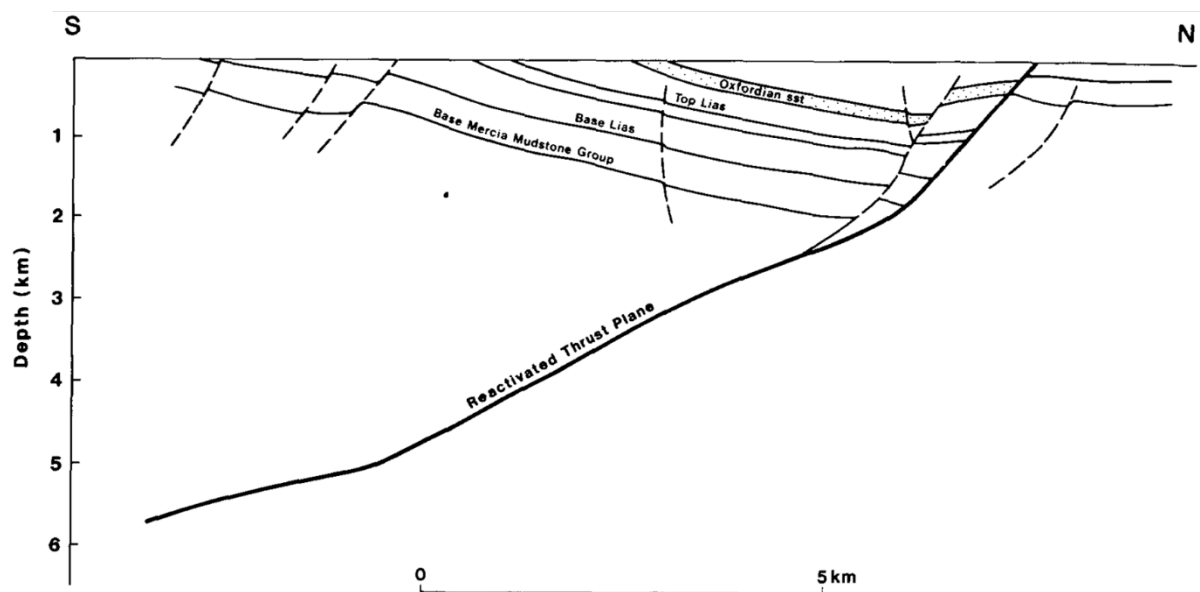 S
N
Oxfordian sst
Top Lias
Base Lias
Base Mercia Mudstone Group
1
2
3
4
5
6
Depth (km)
Reactivated Thrust Plane
0
5 km